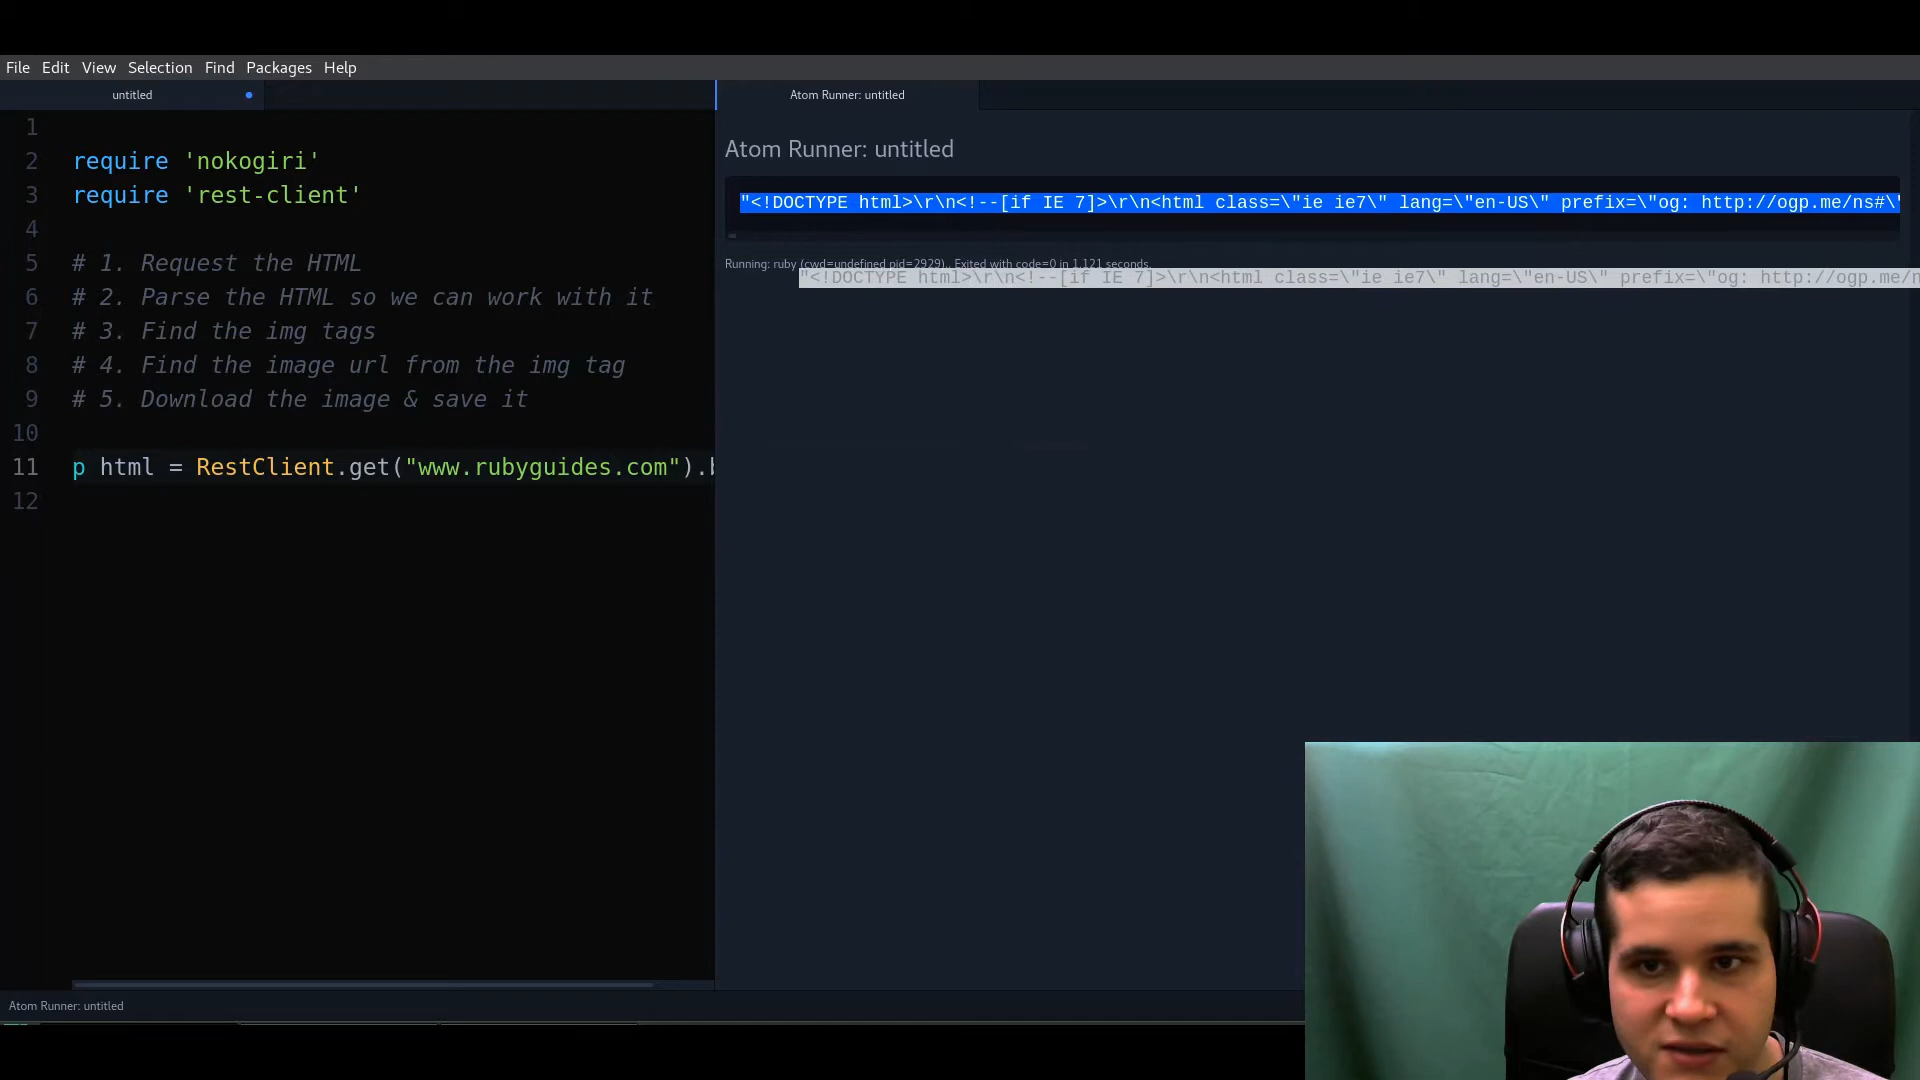 File Edit View Selection Find Packages Help
untitled
Atom Runner: untitled
1
2 require 'nokogiri'
3 require 'rest-client'
4
5 # 1. Request the HTML
6 # 2. Parse the HTML so we can work with it
7 # 3. Find the img tags
8 # 4. Find the image url from the img tag
9 # 5. Download the image & save it
10
11 p html = RestClient.get("www.rubyguides.com").b
12
Atom Runner: untitled
"<!DOCTYPE html>\r\n<!--[if IE 7]>\r\n<html class=\"ie ie7\" lang=\"en-US\" prefix=\"og: http://ogp.me/ns#\"
Running: ruby (cwd=undefined pid=2929). Exited with code=0 in 1.121 seconds.
"<!DOCTYPE html>\r\n<!--[if IE 7]>\r\n<html class=\"ie ie7\" lang=\"en-US\" prefix=\"og: http://ogp.me/n
Atom Runner: untitled